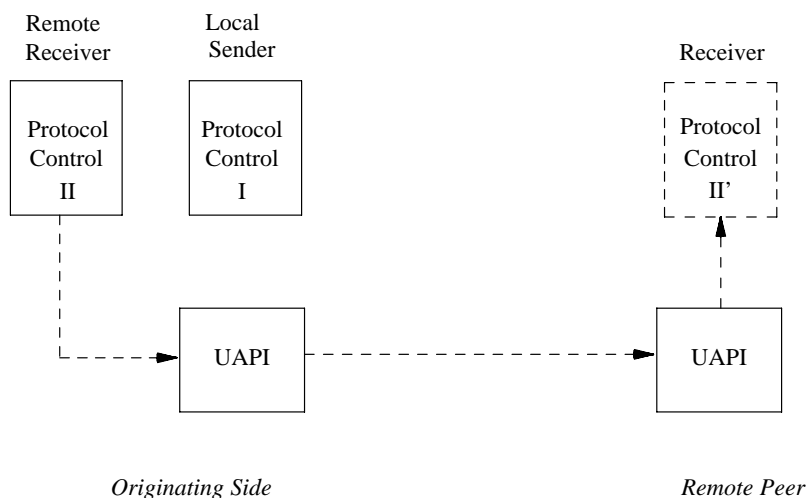 Remote
Receiver
Local
Sender
Receiver
Protocol
Control
II
Protocol
Control
I
Protocol
Control
II'
UAPI
UAPI
Originating Side
Remote Peer